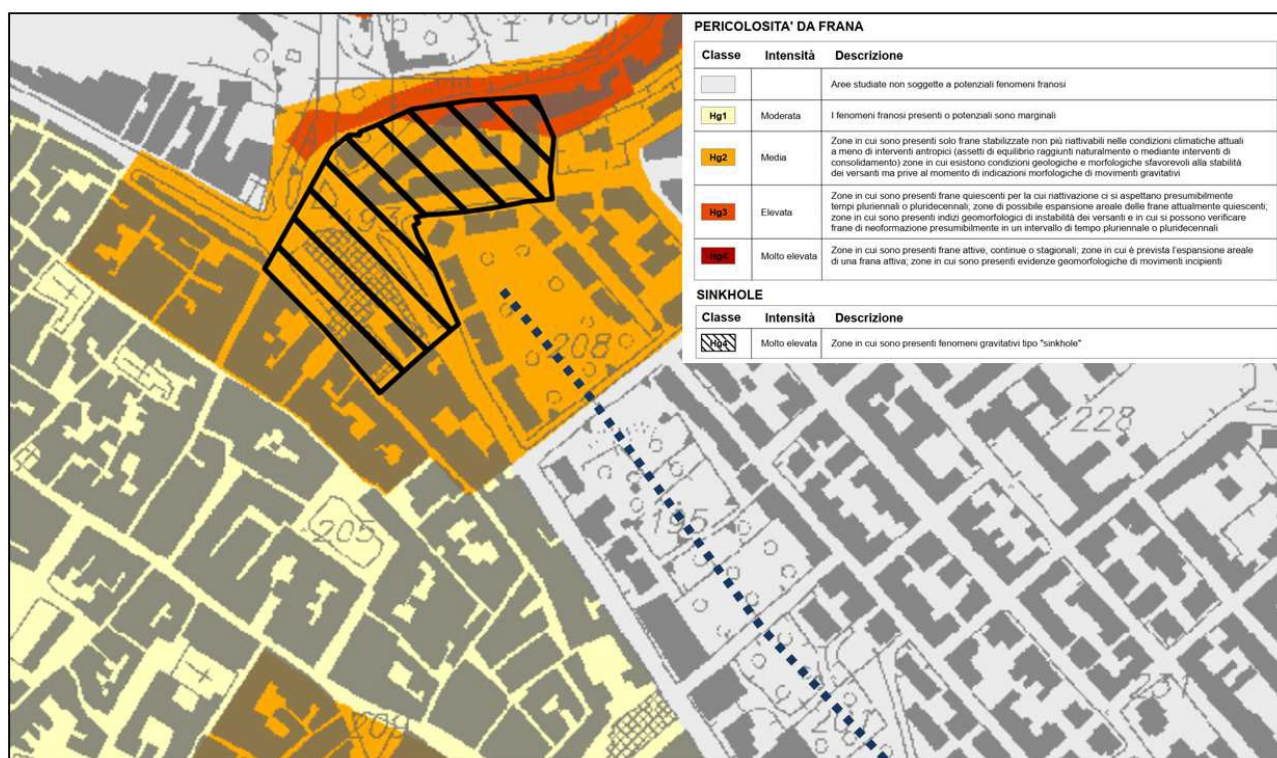 PERICOLOSITA' DA FRANA
Classe Intensità Descrizione
Aree studiate non soggette a potenziali fenomeni franosi
Hg1 Moderata I fenomeni franosi presenti o potenziali sono marginali
Hg2 Media Zone in cui sono presenti solo frane stabilizzate non più riattivabili nelle condizioni climatiche attuali
a meno di interventi antropici (assetti di equilibrio raggiunti naturalmente o mediante interventi di
consolidamento) zone in cui esistono condizioni geologiche e morfologiche sfavorevoli alla stabilità
dei versanti ma prive al momento di indicazioni morfologiche di movimenti gravitativi
Hg3 Elevata Zone in cui sono presenti frane quiescenti per la cui riattivazione ci si aspettano presumibilmente
tempi pluriennali o pluridecennali; zone di possibile espansione areale delle frane attualmente quiescenti;
zone in cui sono presenti indizi geomorfologici di instabilità dei versanti e in cui si possono verificare
frane di neoformazione presumibilmente in un intervallo di tempo pluriennale o pluridecennali
Hg4 Molto elevata Zone in cui sono presenti frane attive, continue o stagionali; zone in cui è prevista l'espansione areale
di una frana attiva; zone in cui sono presenti evidenze geomorfologiche di movimenti incipienti
SINKHOLE
Classe Intensità Descrizione
Hg4 Molto elevata Zone in cui sono presenti fenomeni gravitativi tipo "sinkhole"
208
228
195
205
231
209